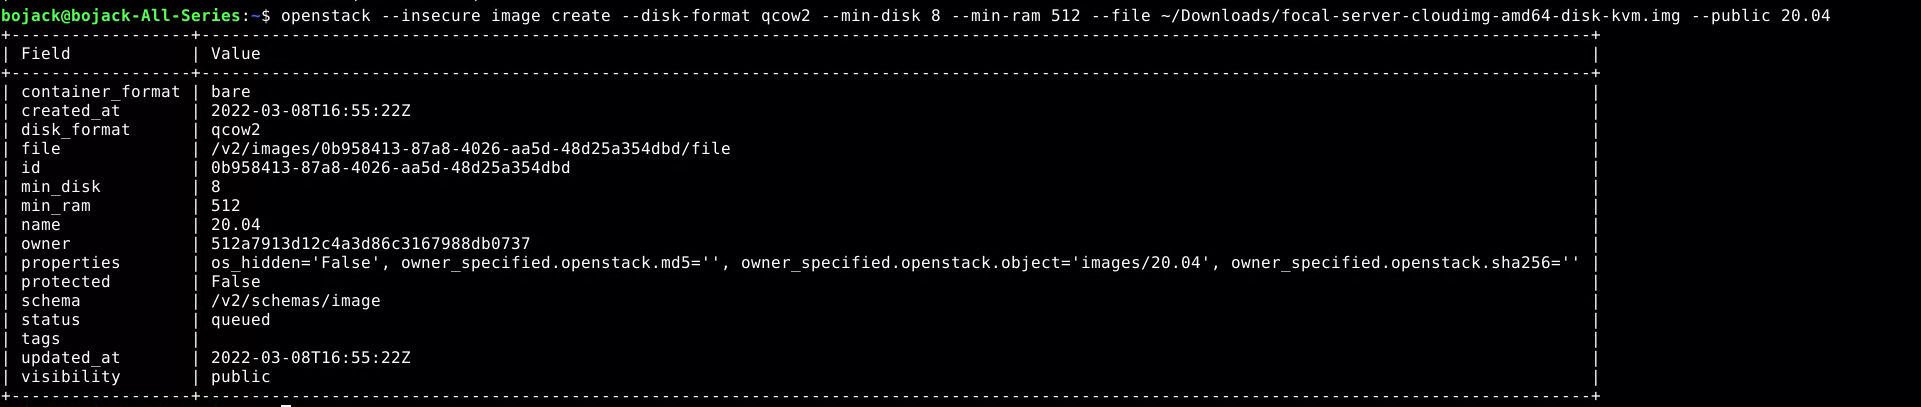 bojack@bojack-All-Series:~$ openstack --insecure image create --disk-format qcow2 --min-disk 8 --min-ram 512 --file ~/Downloads/focal-server-cloudimg-amd64-disk-kvm.img --public 20.04
| Field | Value |
| container_format | bare |
| created_at | 2022-03-08T16:55:22Z |
| disk_format | qcow2 |
| file | /v2/images/0b958413-87a8-4026-aa5d-48d25a354dbd/file |
| id | 0b958413-87a8-4026-aa5d-48d25a354dbd |
| min_disk | 8 |
| min_ram | 512 |
| name | 20.04 |
| owner | 512a7913d12c4a3d86c3167988db0737 |
| properties | os_hidden='False', owner_specified.openstack.md5='', owner_specified.openstack.object='images/20.04', owner_specified.openstack.sha256='' |
| protected | False |
| schema | /v2/schemas/image |
| status | queued |
| tags | |
| updated_at | 2022-03-08T16:55:22Z |
| visibility | public |